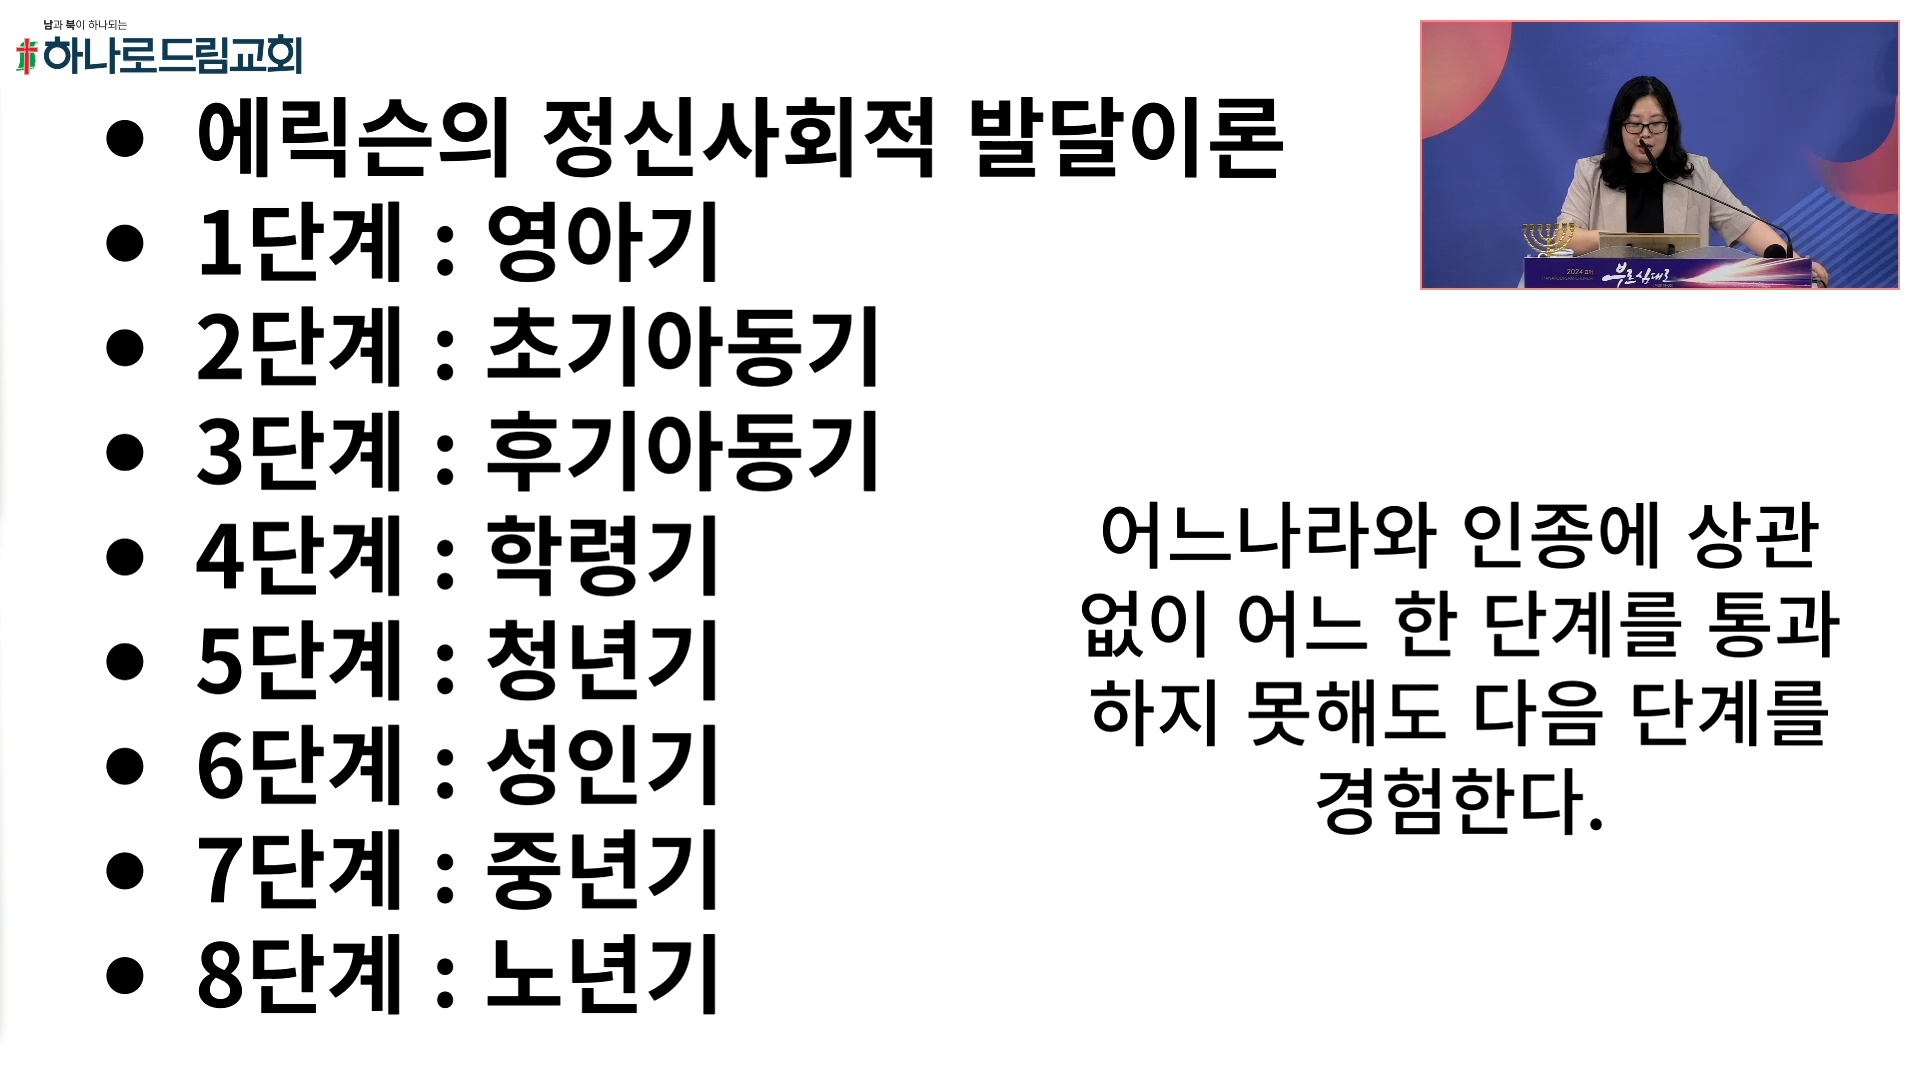 남과 북이 하나되는
하나로드림교회
• 에릭슨의 정신사회적 발달이론
• 1단계 : 영아기
• 2단계 : 초기아동기
• 3단계 : 후기아동기
• 4단계 : 학령기
• 5단계 : 청년기
• 6단계 : 성인기
• 7단계 : 중년기
• 8단계 : 노년기
어느나라와 인종에 상관
없이 어느 한 단계를 통과
하지 못해도 다음 단계를
경험한다.
2024
부르심대로